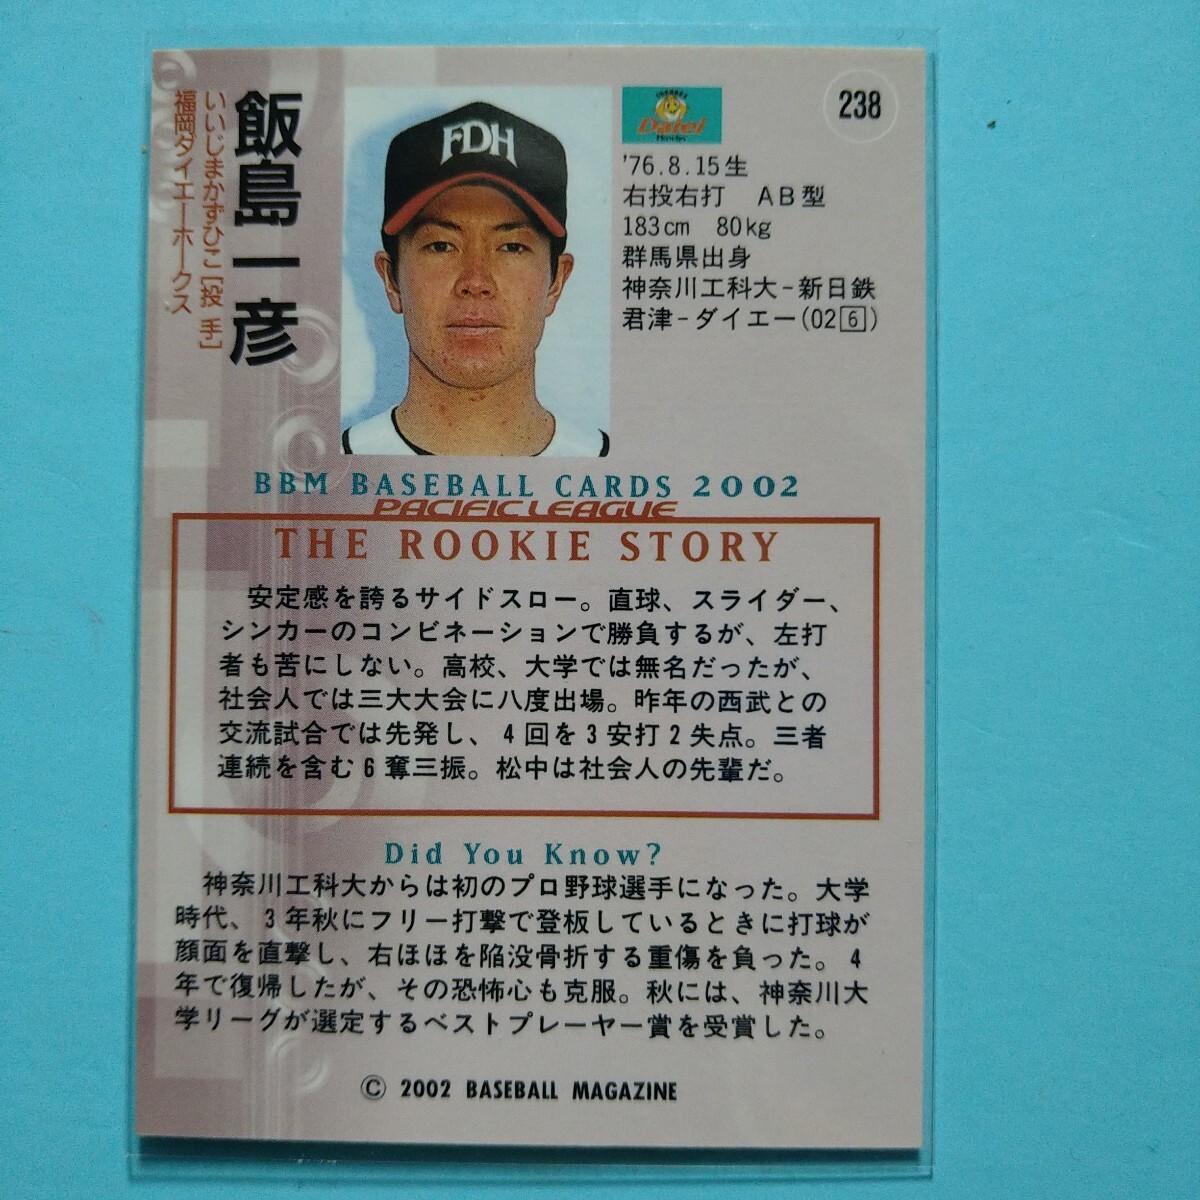 238
飯島一彦
いいじまかずひこ[投 手]
福岡ダイエーホークス
FDH
Daiei
Hawks
'76.8.15生
右投右打　AB型
183cm　80kg
群馬県出身
神奈川工科大−新日鉄
君津−ダイエー(02 6)
BBM BASEBALL CARDS 2002
PACIFIC LEAGUE
THE ROOKIE STORY
安定感を誇るサイドスロー。直球、スライダー、
シンカーのコンビネーションで勝負するが、左打
者も苦にしない。高校、大学では無名だったが、
社会人では三大大会に八度出場。昨年の西武との
交流試合では先発し、4回を3安打2失点。三者
連続を含む6奪三振。松中は社会人の先輩だ。
Did You Know?
神奈川工科大からは初のプロ野球選手になった。大学
時代、3年秋にフリー打撃で登板しているときに打球が
顔面を直撃し、右ほほを陥没骨折する重傷を負った。4
年で復帰したが、その恐怖心も克服。秋には、神奈川大
学リーグが選定するベストプレーヤー賞を受賞した。
© 2002 BASEBALL MAGAZINE